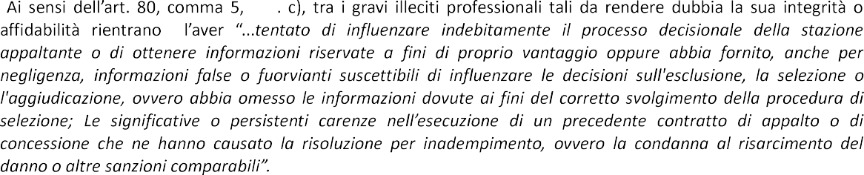 Ai sensi dell'art. 80, comma 5, . c), tra i gravi illeciti professionali tali da rendere dubbia la sua integrità o
affidabilità rientrano l'aver "...tentato di influenzare indebitamente il processo decisionale della stazione
appaltante o di ottenere informazioni riservate a fini di proprio vantaggio oppure abbia fornito, anche per
negligenza, informazioni false o fuorvianti suscettibili di influenzare le decisioni sull'esclusione, la selezione o
l'aggiudicazione, ovvero abbia omesso le informazioni dovute ai fini del corretto svolgimento della procedura di
selezione; Le significative o persistenti carenze nell'esecuzione di un precedente contratto di appalto o di
concessione che ne hanno causato la risoluzione per inadempimento, ovvero la condanna al risarcimento del
danno o altre sanzioni comparabili".